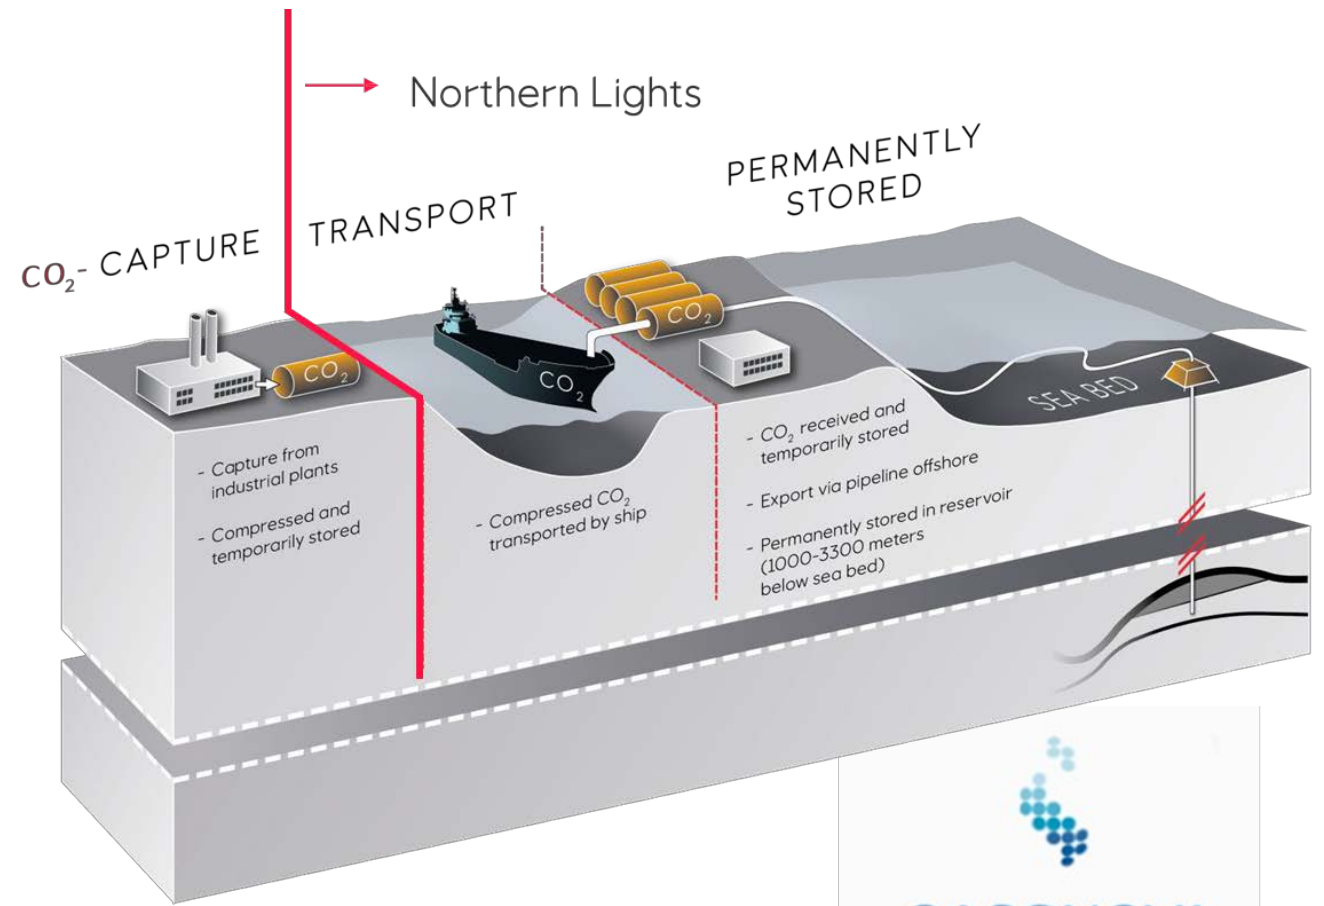 Northern Lights
CO₂- CAPTURE
TRANSPORT
PERMANENTLY
STORED
CO₂
CO₂
CO₂
SEA BED
- Capture from
industrial plants
- Compressed and
temporarily stored
- Compressed CO₂
transported by ship
- CO₂ received and
temporarily stored
- Export via pipeline offshore
- Permanently stored in reservoir
(1000-3300 meters
below sea bed)